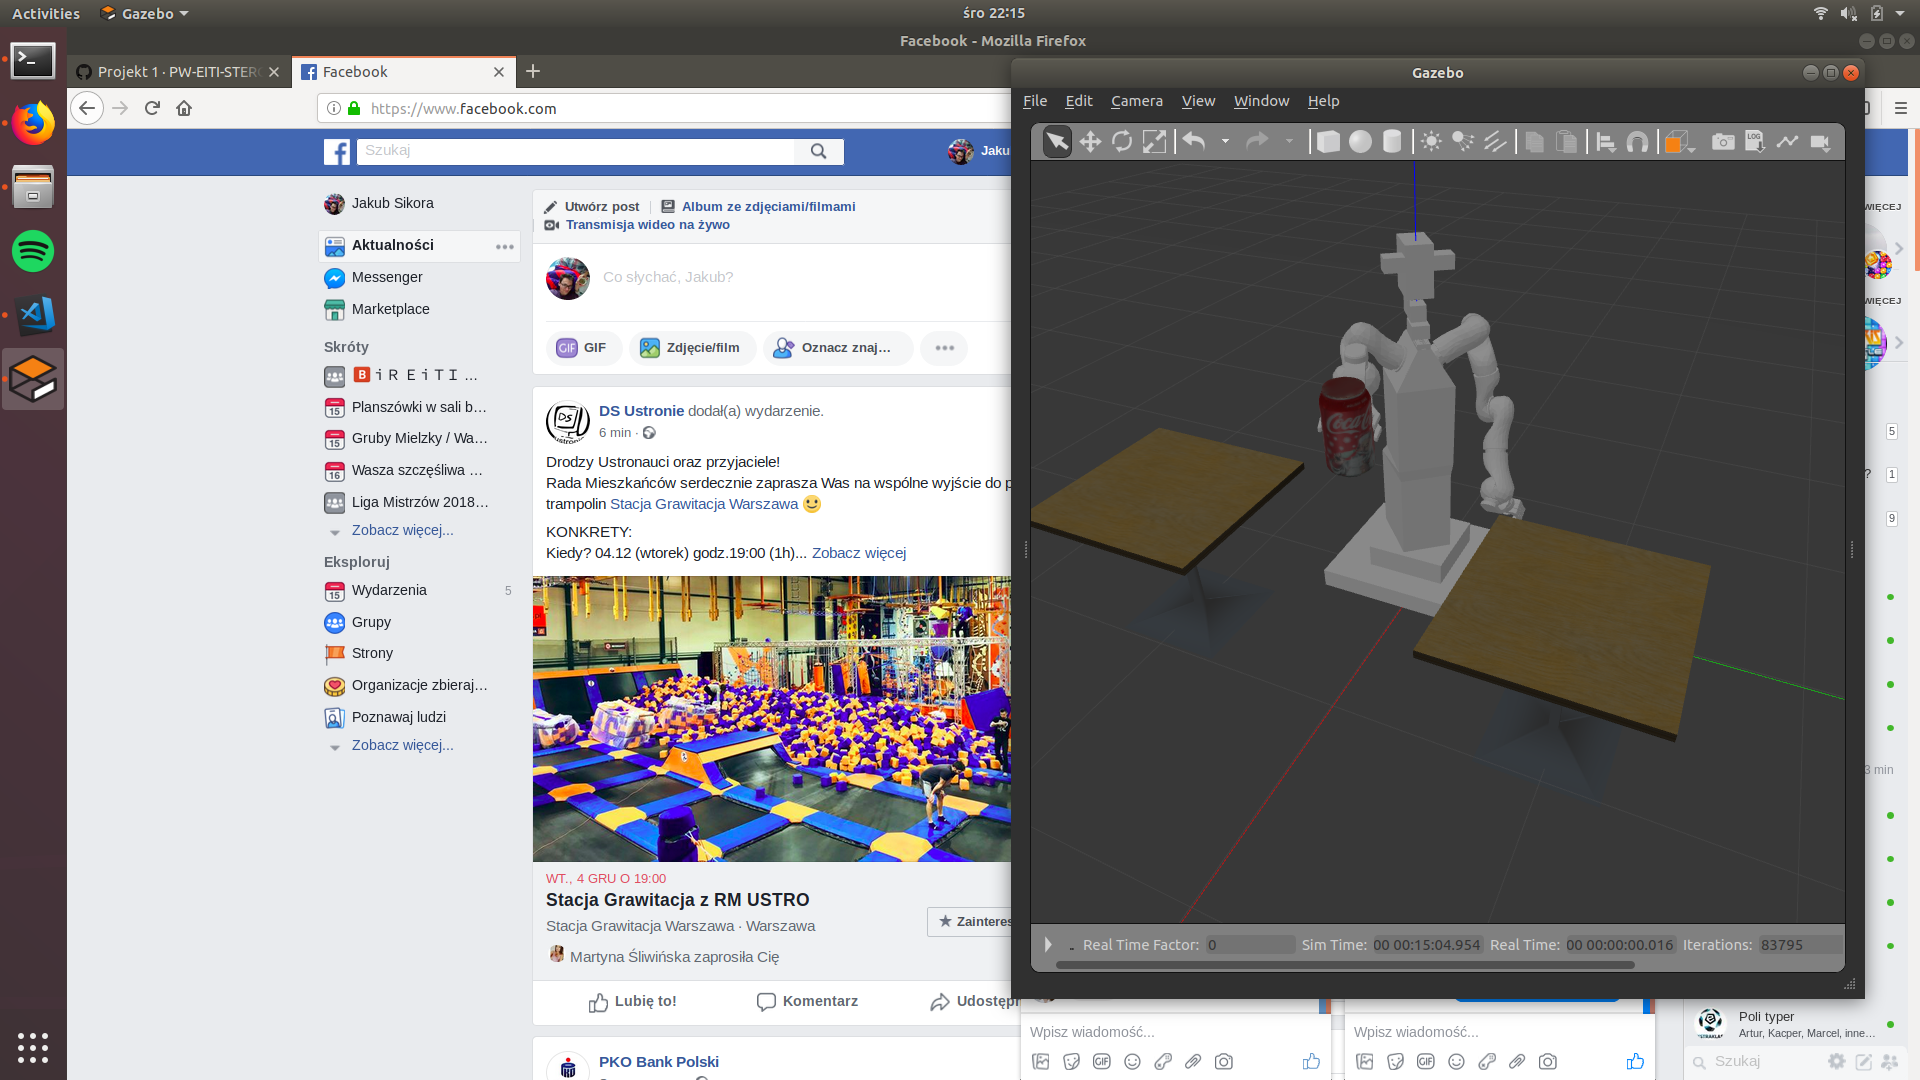 Activities
Gazebo
śro 22:15
Facebook - Mozilla Firefox
Projekt 1 · PW-EITI-STERO
Facebook
https://www.facebook.com
Szukaj
Jaku
Jakub Sikora
Aktualności
Messenger
Marketplace
Skróty
B i R E i T I ...
Planszówki w sali b...
Gruby Mielzky / Wa...
Wasza szczęśliwa ...
Liga Mistrzów 2018...
Zobacz więcej...
Eksploruj
Wydarzenia 5
Grupy
Strony
Organizacje zbieraj...
Poznawaj ludzi
Zobacz więcej...
Utwórz post
Album ze zdjęciami/filmami
Transmisja wideo na żywo
Co słychać, Jakub?
GIF
Zdjęcie/film
Oznacz znaj...
DS Ustronie dodał(a) wydarzenie.
6 min ·
Drodzy Ustronauci oraz przyjaciele!
Rada Mieszkańców serdecznie zaprasza Was na wspólne wyjście do p
trampolin Stacja Grawitacja Warszawa
KONKRETY:
Kiedy? 04.12 (wtorek) godz.19:00 (1h)... Zobacz więcej
WT., 4 GRU O 19:00
Stacja Grawitacja z RM USTRO
Stacja Grawitacja Warszawa · Warszawa
Zainteres
Martyna Śliwińska zaprosiła Cię
Lubię to!
Komentarz
Udostępn
PKO Bank Polski
Gazebo
File Edit Camera View Window Help
LOG
Coca
Real Time Factor: 0 Sim Time: 00 00:15:04.954 Real Time: 00 00:00:00.016 Iterations: 83795
WIĘCEJ
WIĘCEJ
5
? 1
9
3 min
Wpisz wiadomość...
GIF
Wpisz wiadomość...
GIF
Poli typer
Artur, Kacper, Marcel, inne...
Szukaj